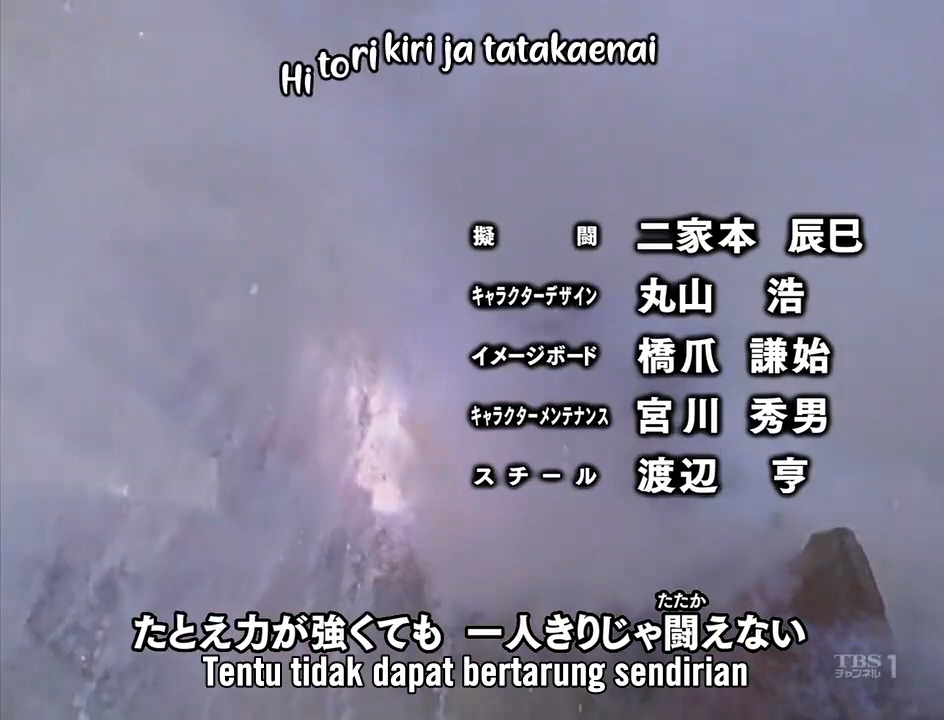 Hitori kiri ja tatakaenai
擬闘 二家本 辰巳
キャラクターデザイン 丸山 浩
イメージボード 橋爪 謙始
キャラクターメンテナンス 宮川 秀男
スチール 渡辺 亨
たたか
たとえ力が強くても 一人きりじゃ闘えない
Tentu tidak dapat bertarung sendirian
TBS
チャンネル1